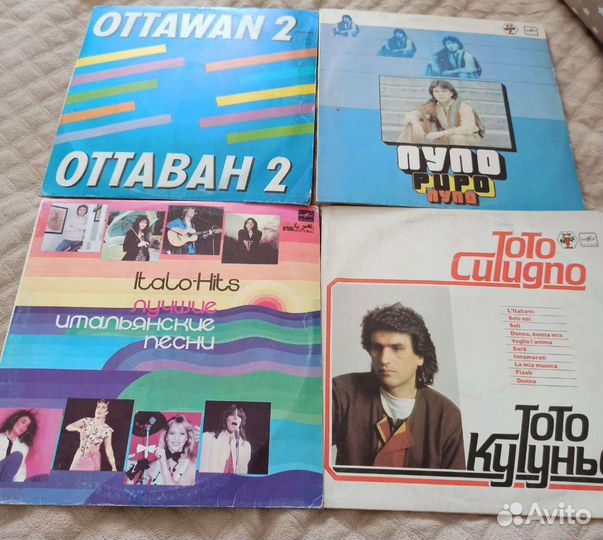 OTTAWAN 2
ОТТАВАН 2
ПУПО
PUPO
ПУПО
Italo-Hits
ЛУЧШИЕ
ИТАЛЬЯНСКИЕ
ПЕСНИ
TOTO
CUTUGNO
L'Italiano
Solo noi
Soli
Donna, donna mia
Voglio l'anima
Sarà
Innamorati
La mia musica
Flash
Donna
ТОТО
Кутунь
Avito